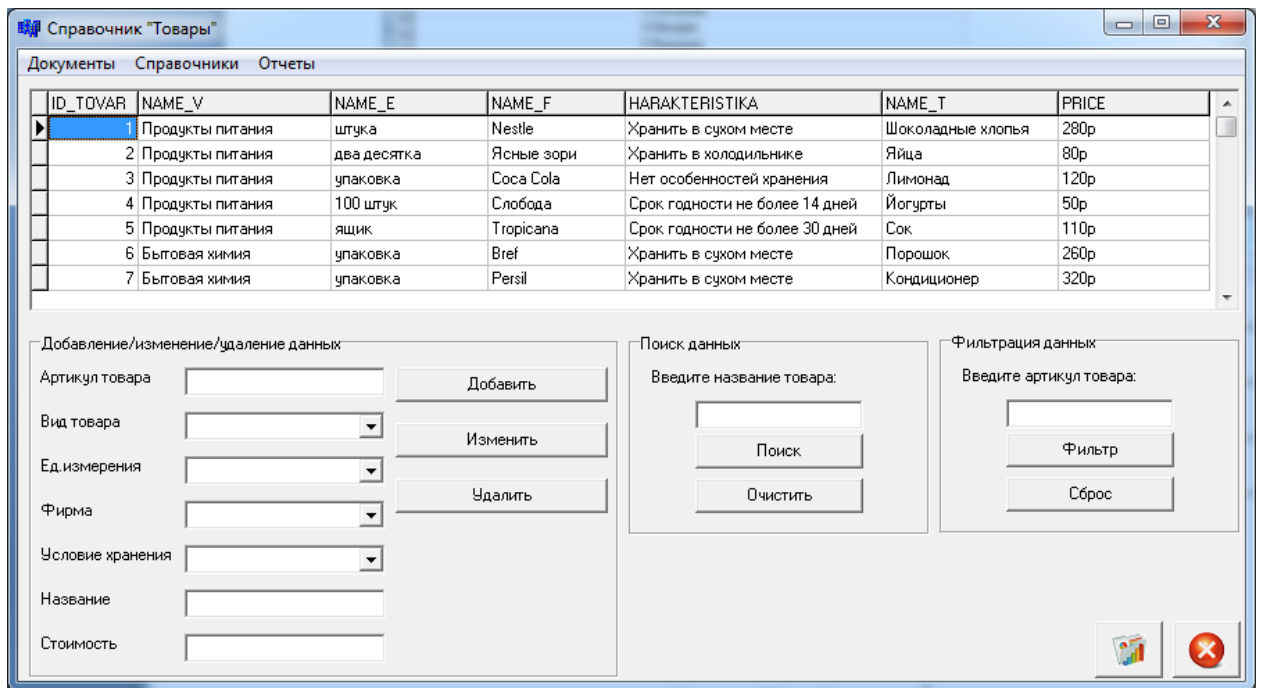 Справочник "Товары"
Документы Справочники Отчеты
ID_TOVAR NAME_V NAME_E NAME_F HARAKTERISTIKA NAME_T PRICE
1 Продукты питания штука Nestle Хранить в сухом месте Шоколадные хлопья 280р
2 Продукты питания два десятка Ясные зори Хранить в холодильнике Яйца 80р
3 Продукты питания упаковка Coca Cola Нет особенностей хранения Лимонад 120р
4 Продукты питания 100 штук Слобода Срок годности не более 14 дней Йогурты 50р
5 Продукты питания ящик Tropicana Срок годности не более 30 дней Сок 110р
6 Бытовая химия упаковка Bref Хранить в сухом месте Порошок 260р
7 Бытовая химия упаковка Persil Хранить в сухом месте Кондиционер 320р
Добавление/изменение/удаление данных
Артикул товара
Добавить
Вид товара
Изменить
Ед.измерения
Удалить
Фирма
Условие хранения
Название
Стоимость
Поиск данных
Введите название товара:
Поиск
Очистить
Фильтрация данных
Введите артикул товара:
Фильтр
Сброс